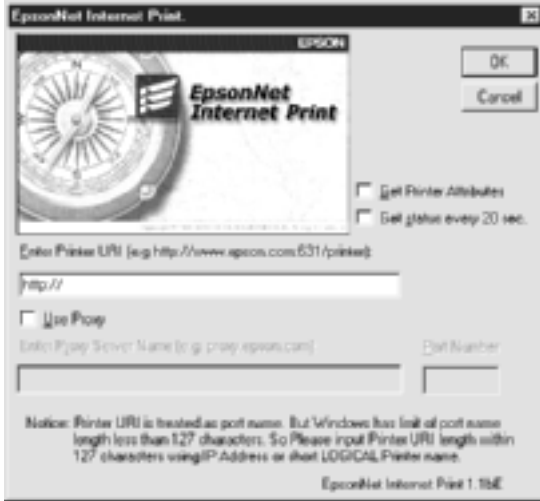 EpsonNet Internet Print.
EPSON
EpsonNet
Internet Print
OK
Cancel
Get Printer Attributes
Get status every 20 sec.
Enter Printer URI (e.g http://www.epson.com:631/printer):
http://
Use Proxy
Enter Proxy Server Name (e.g. proxy.epson.com)
Port Number
Notice: Printer URI is treated as port name. But Windows has limit of port name
length less than 127 characters. So Please input Printer URI length within
127 characters using IP Address or short LOGICAL Printer name.
EpsonNet Internet Print 1.1bE